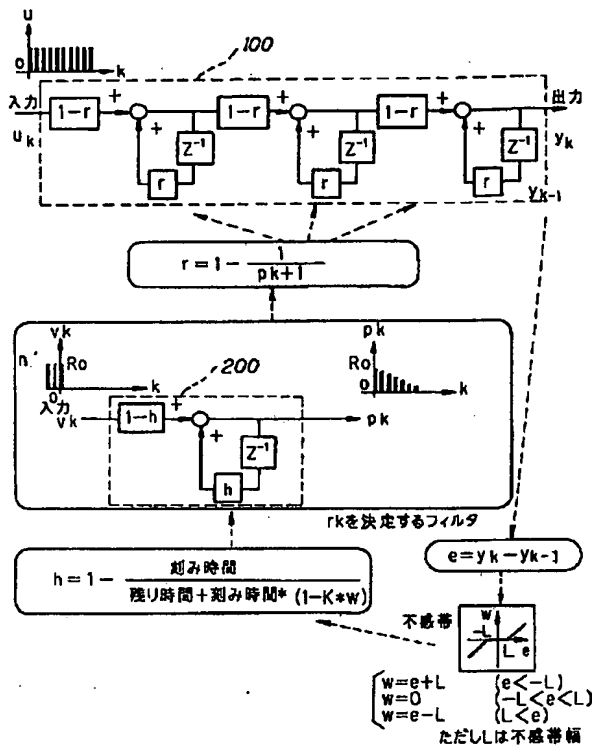 u
0
k
100
入力
uk
1-r
+
+
Z-1
r
1-r
+
+
Z-1
r
1-r
+
+
Z-1
r
出力
yk
yk-1
r = 1 - 1 / pk+1
vk
n
Ro
0
k
入力
vk
200
1-h
+
+
Z-1
h
pk
pk
Ro
0
k
rkを決定するフィルタ
h = 1 - 刻み時間 / 残り時間+刻み時間* (1-K*w)
e=yk-yk-1
不感帯
w
-L
L
e
w=e+L (e<-L)
w=0 (-L<e<L)
w=e-L (L<e)
ただしLは不感帯幅